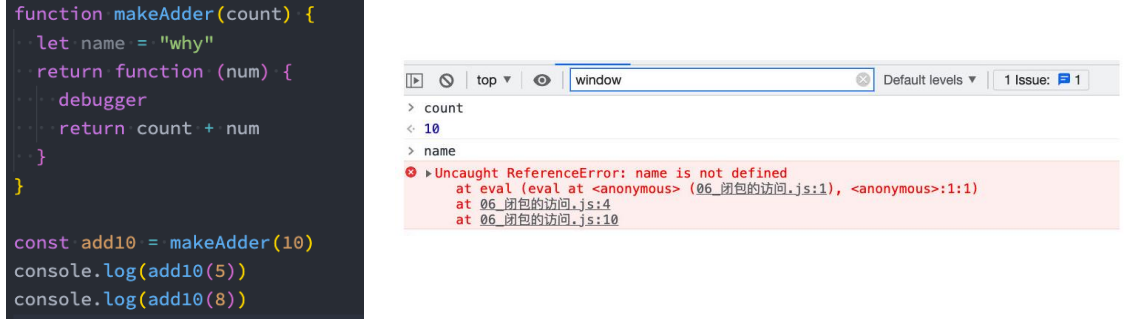 function makeAdder(count) {
  let name = "why"
  return function (num) {
    debugger
    return count + num
  }
}

const add10 = makeAdder(10)
console.log(add10(5))
console.log(add10(8))
top ▼ window Default levels ▼ 1 Issue: 1
> count
10
> name
Uncaught ReferenceError: name is not defined
at eval (eval at <anonymous> (06_闭包的访问.js:1), <anonymous>:1:1)
at 06_闭包的访问.js:4
at 06_闭包的访问.js:10